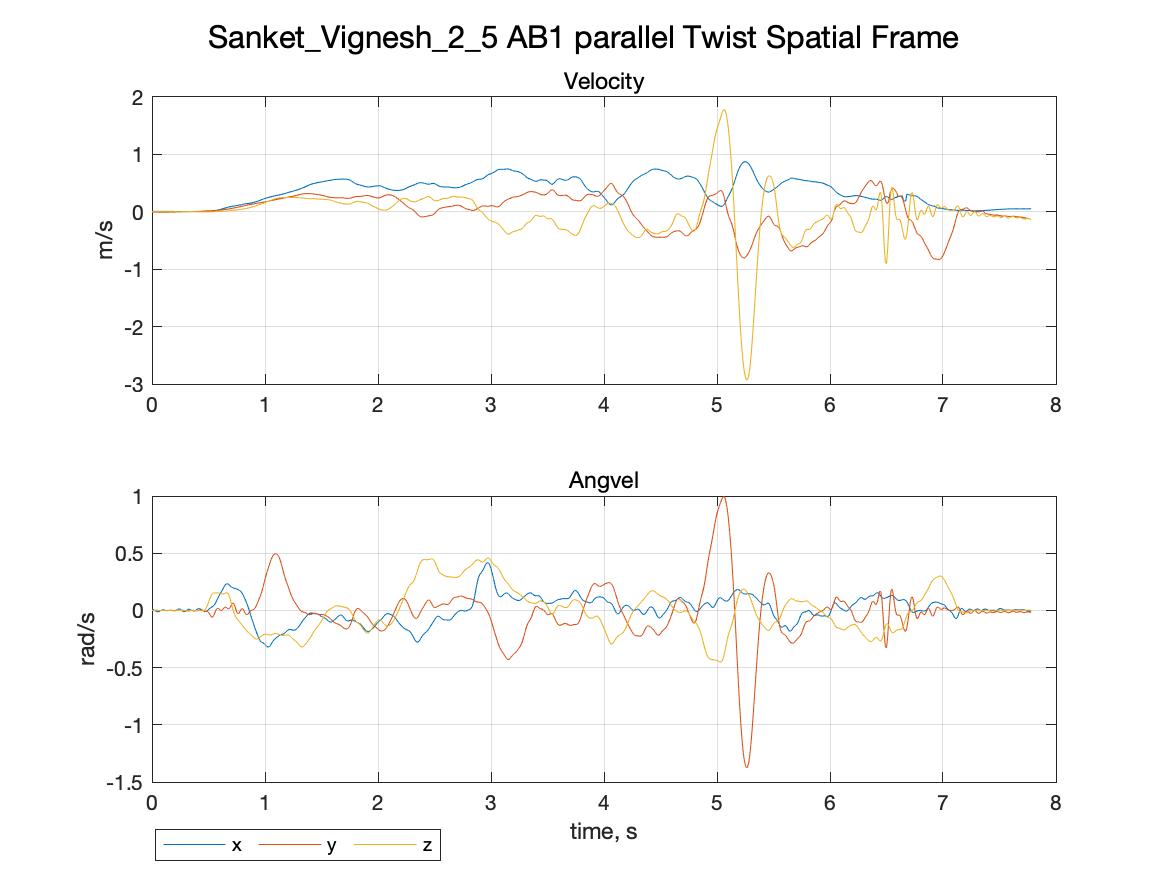 Sanket_Vignesh_2_5 AB1 parallel Twist Spatial Frame
Velocity
2
1
0
-1
-2
-3
m/s
0 1 2 3 4 5 6 7 8
Angvel
1
0.5
0
-0.5
-1
-1.5
rad/s
0 1 2 3 4 5 6 7 8
time, s
x y z